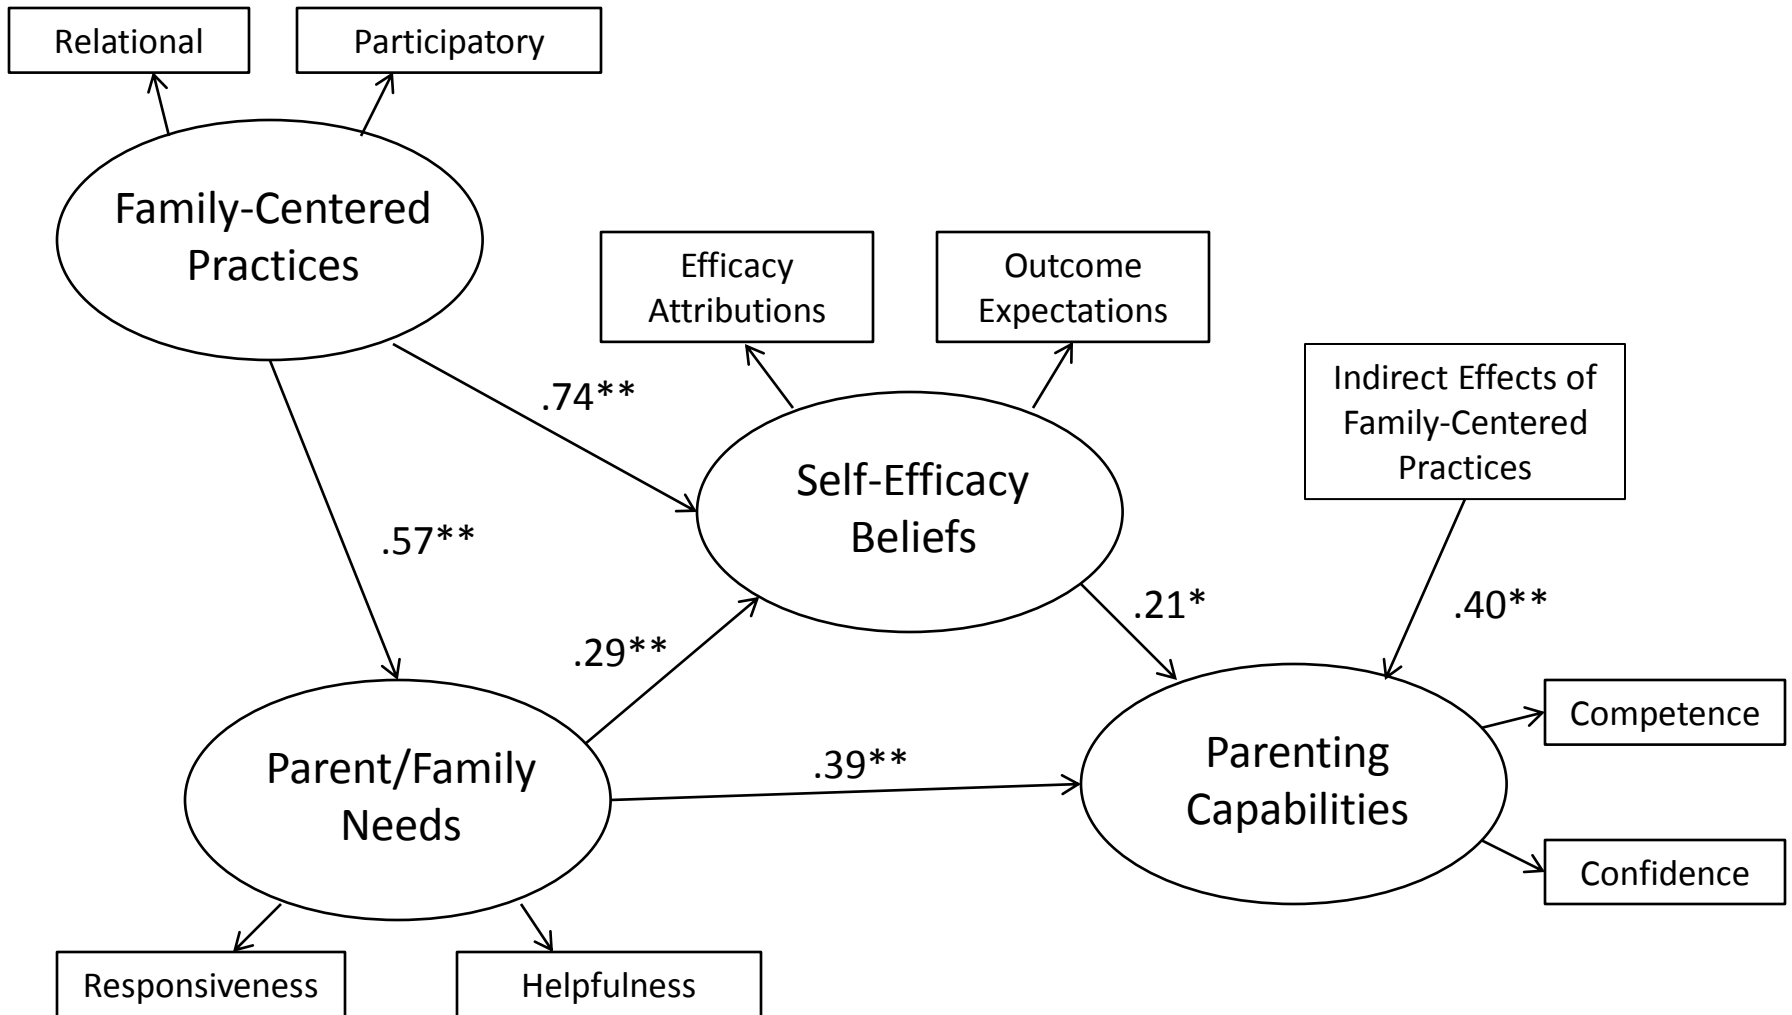 Relational
Participatory
Family-Centered
Practices
Efficacy
Attributions
Outcome
Expectations
Indirect Effects of
Family-Centered
Practices
.74**
Self-Efficacy
Beliefs
.57**
.21*
.40**
.29**
Competence
Parent/Family
Needs
.39**
Parenting
Capabilities
Confidence
Responsiveness
Helpfulness